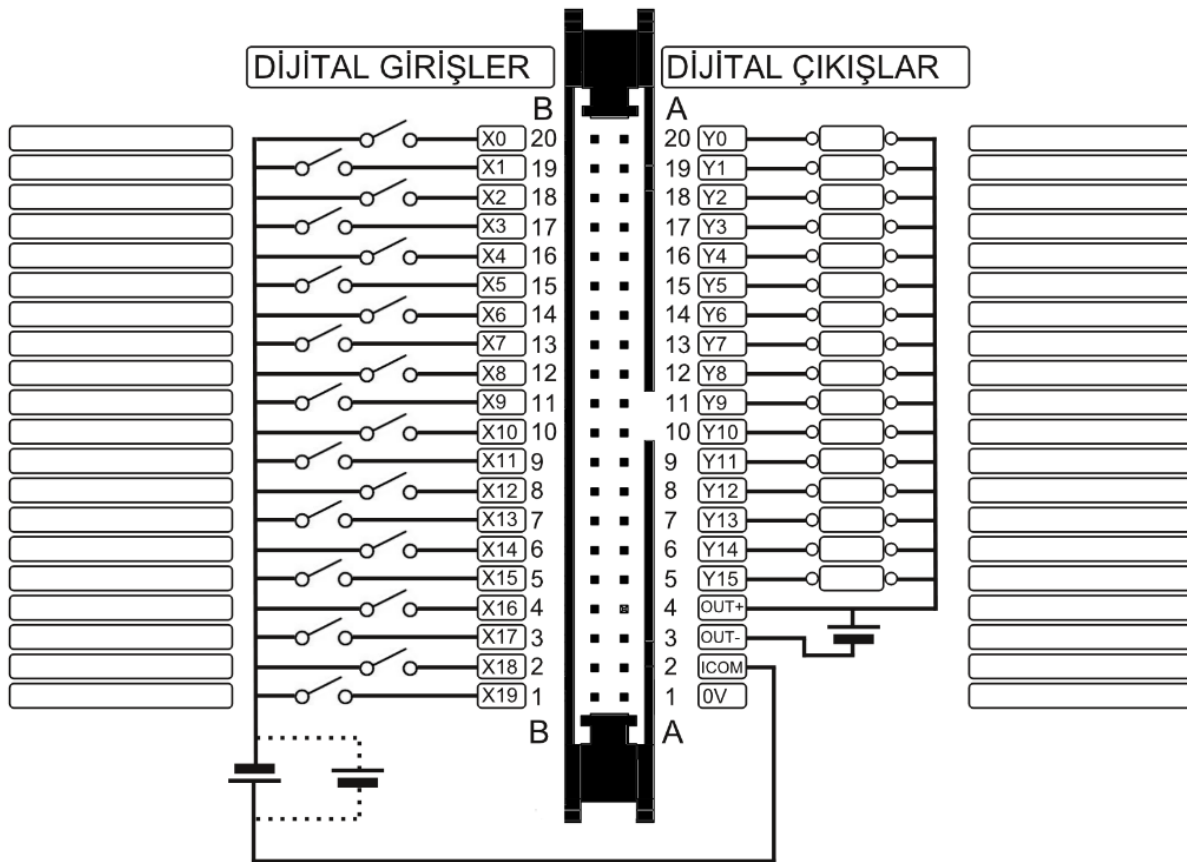 DİJİTAL GİRİŞLER DİJİTAL ÇIKIŞLAR
B A
X0 20 20 Y0
X1 19 19 Y1
X2 18 18 Y2
X3 17 17 Y3
X4 16 16 Y4
X5 15 15 Y5
X6 14 14 Y6
X7 13 13 Y7
X8 12 12 Y8
X9 11 11 Y9
X10 10 10 Y10
X11 9 9 Y11
X12 8 8 Y12
X13 7 7 Y13
X14 6 6 Y14
X15 5 5 Y15
X16 4 4 OUT+
X17 3 3 OUT-
X18 2 2 ICOM
X19 1 1 0V
B A